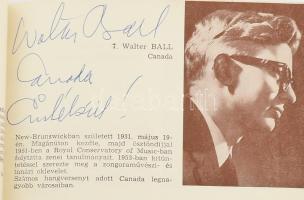 Walter Ball
7. Walter BALL
Canada
Canada
Emlékül!
New-Brunswickban született 1931. május 19-
én. Magánúton kezdte, majd ösztöndíjjal
1951-ben a Royal Conservatory of Music-ban
folytatta zenei tanulmányait. 1953-ban kitün-
tetéssel szerezte meg a zongoraművészi- és
tanári oklevelet.
Számos hangversenyt adott Canada legna-
gyobb városaiban.